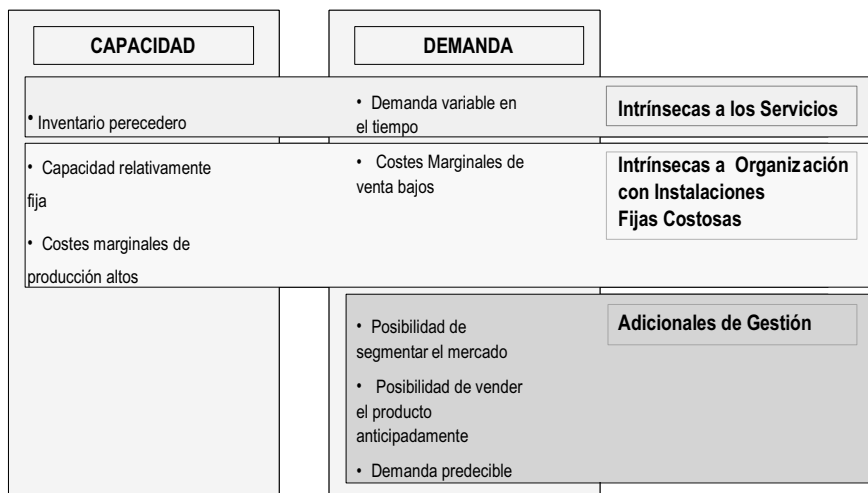 CAPACIDAD
DEMANDA
• Inventario perecedero
• Demanda variable en
el tiempo
Intrínsecas a los Servicios
• Capacidad relativamente
fija
• Costes marginales de
producción altos
• Costes Marginales de
venta bajos
Intrínsecas a Organización
con Instalaciones
Fijas Costosas
• Posibilidad de
segmentar el mercado
• Posibilidad de vender
el producto
anticipadamente
• Demanda predecible
Adicionales de Gestión